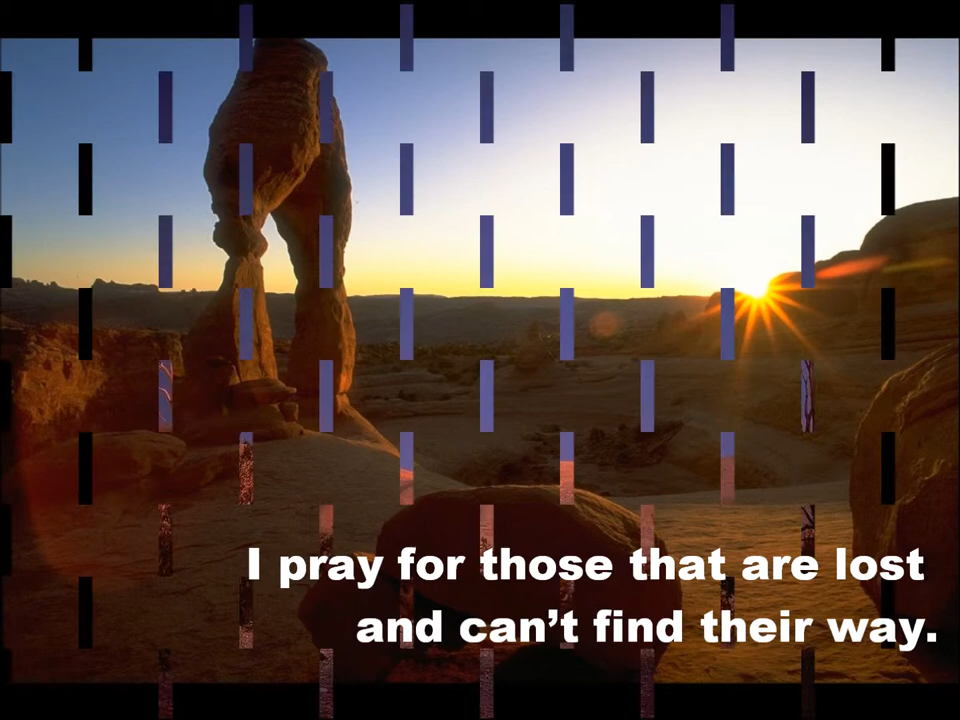 I pray for those that are lost
and can’t find their way.